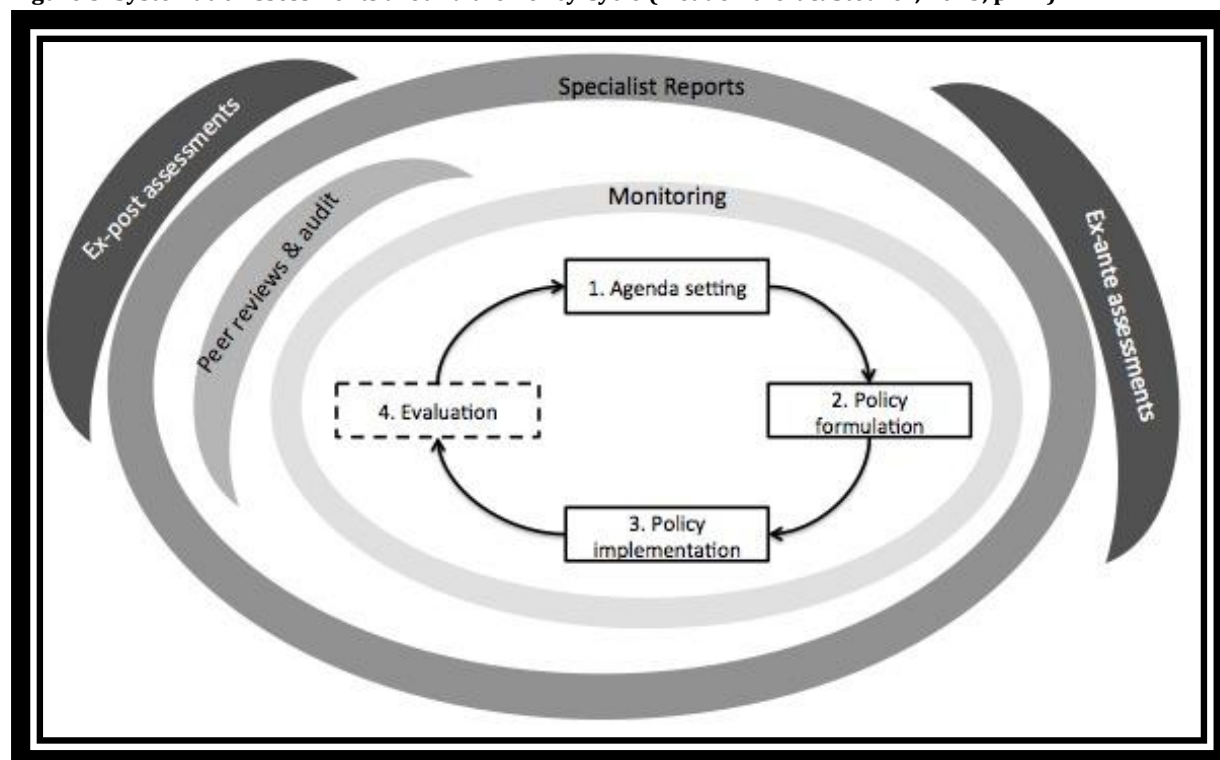 Specialist Reports
Ex-post assessments
Peer reviews & audit
Monitoring
Ex-ante assessments
1. Agenda setting
2. Policy
formulation
3. Policy
implementation
4. Evaluation